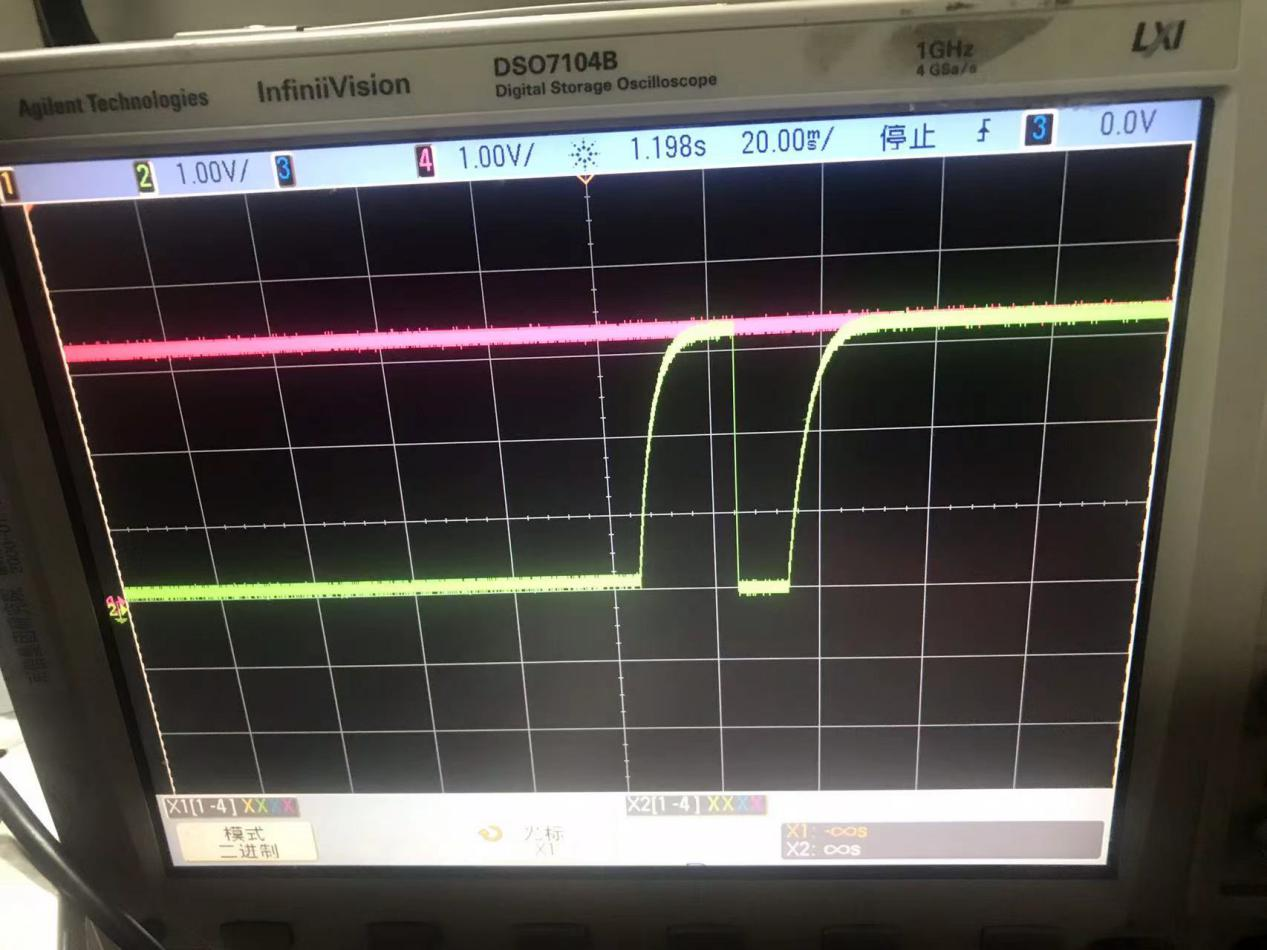 Agilent Technologies InfiniiVision DSO7104B 1GHz LXI
Digital Storage Oscilloscope 4 GSa/s
1 2 1.00V/ 3 4 1.00V/ 1.198s 20.00ms/ 停止 3 0.0V
X1[1-4] XXXX X2[1-4] XXXX
模式 光标 X1: -∞s
二进制 X1 X2: ∞s